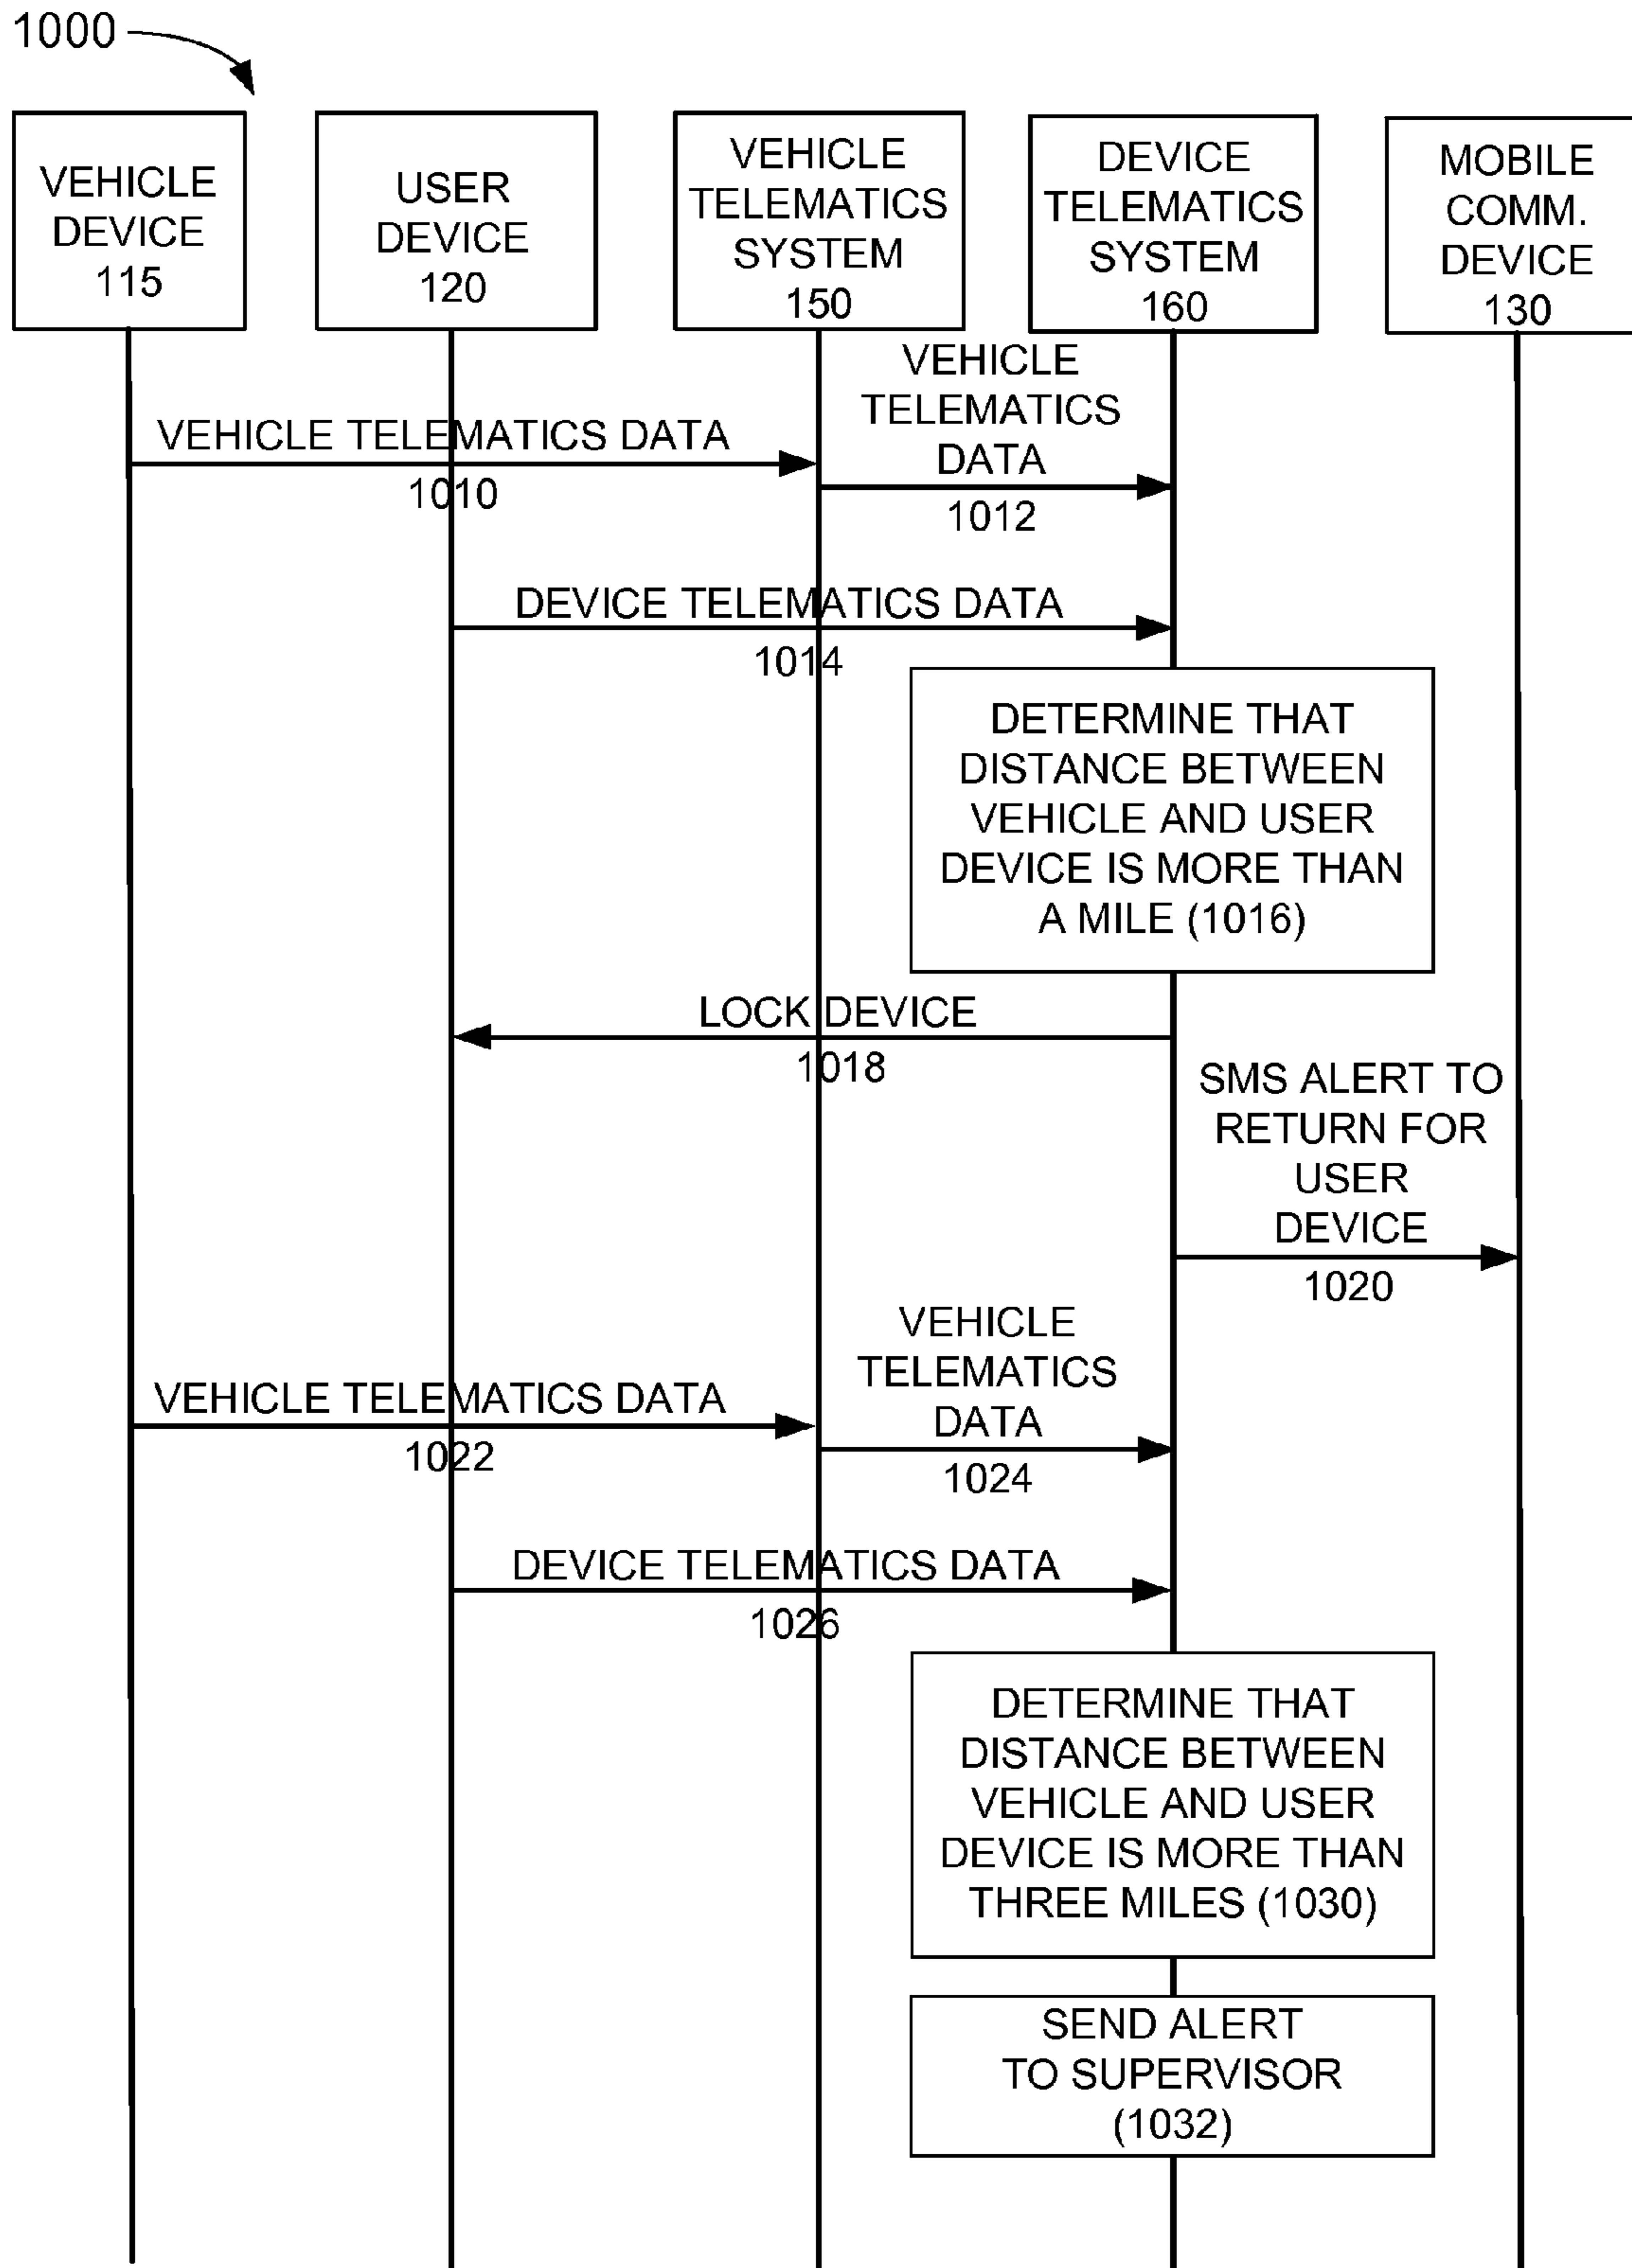 1000
VEHICLE
DEVICE
115
USER
DEVICE
120
VEHICLE
TELEMATICS
SYSTEM
150
DEVICE
TELEMATICS
SYSTEM
160
MOBILE
COMM.
DEVICE
130
VEHICLE TELEMATICS DATA
1010
VEHICLE
TELEMATICS
DATA
1012
DEVICE TELEMATICS DATA
1014
DETERMINE THAT
DISTANCE BETWEEN
VEHICLE AND USER
DEVICE IS MORE THAN
A MILE (1016)
LOCK DEVICE
1018
SMS ALERT TO
RETURN FOR
USER
DEVICE
1020
VEHICLE TELEMATICS DATA
1022
VEHICLE
TELEMATICS
DATA
1024
DEVICE TELEMATICS DATA
1026
DETERMINE THAT
DISTANCE BETWEEN
VEHICLE AND USER
DEVICE IS MORE THAN
THREE MILES (1030)
SEND ALERT
TO SUPERVISOR
(1032)